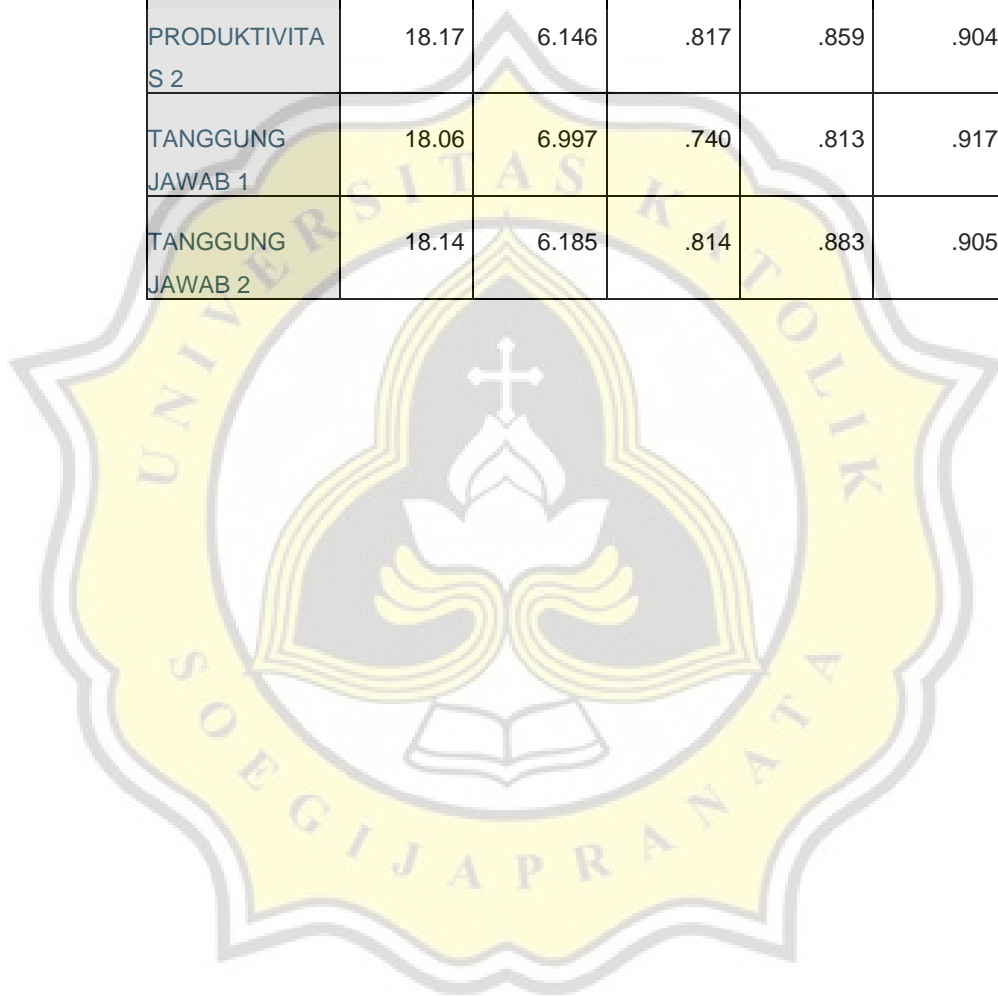 PRODUKTIVITA 18.17 6.146 .817 .859 .904
S 2
TANGGUNG 18.06 6.997 .740 .813 .917
JAWAB 1
TANGGUNG 18.14 6.185 .814 .883 .905
JAWAB 2
UNIVERSITAS KATOLIK
SOEGIJAPRANATA